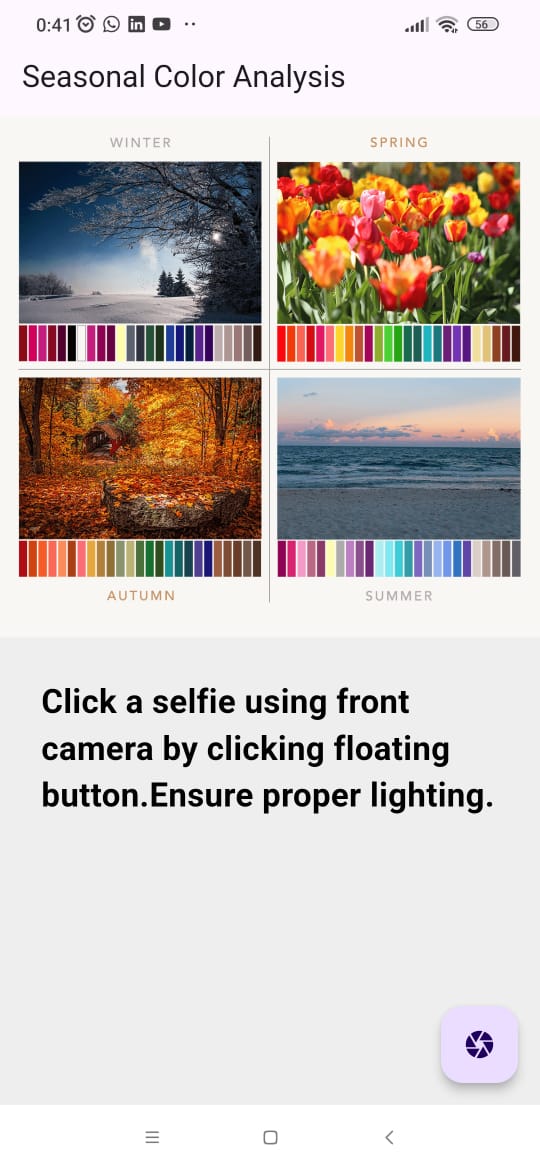 0:41
56
Seasonal Color Analysis
WINTER
SPRING
AUTUMN
SUMMER
Click a selfie using front
camera by clicking floating
button.Ensure proper lighting.